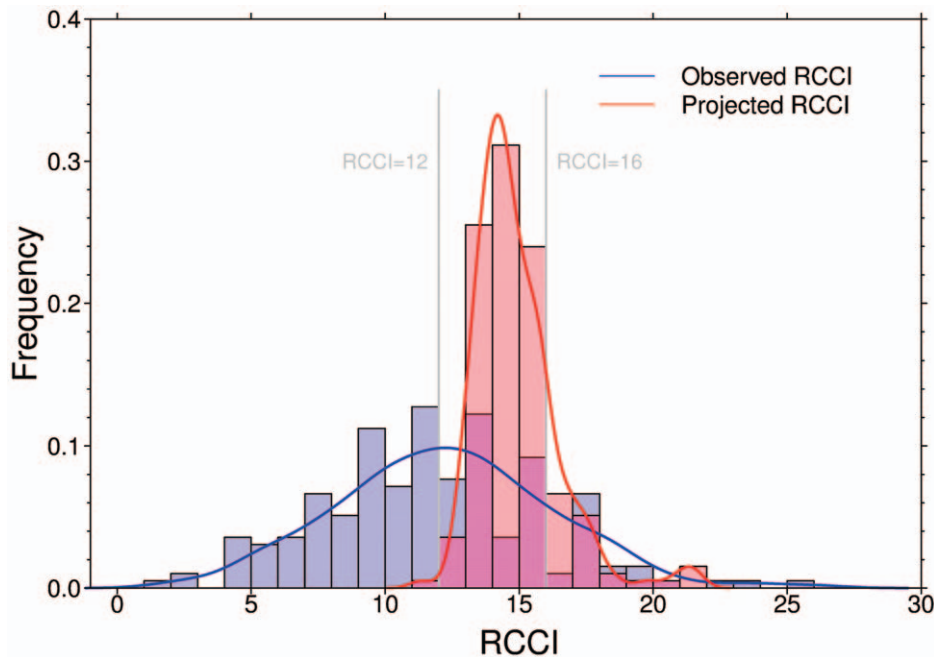 0.4
Observed RCCI
Projected RCCI
RCCI=12
RCCI=16
0.3
0.2
0.1
0.0
Frequency
0 5 10 15 20 25 30
RCCI